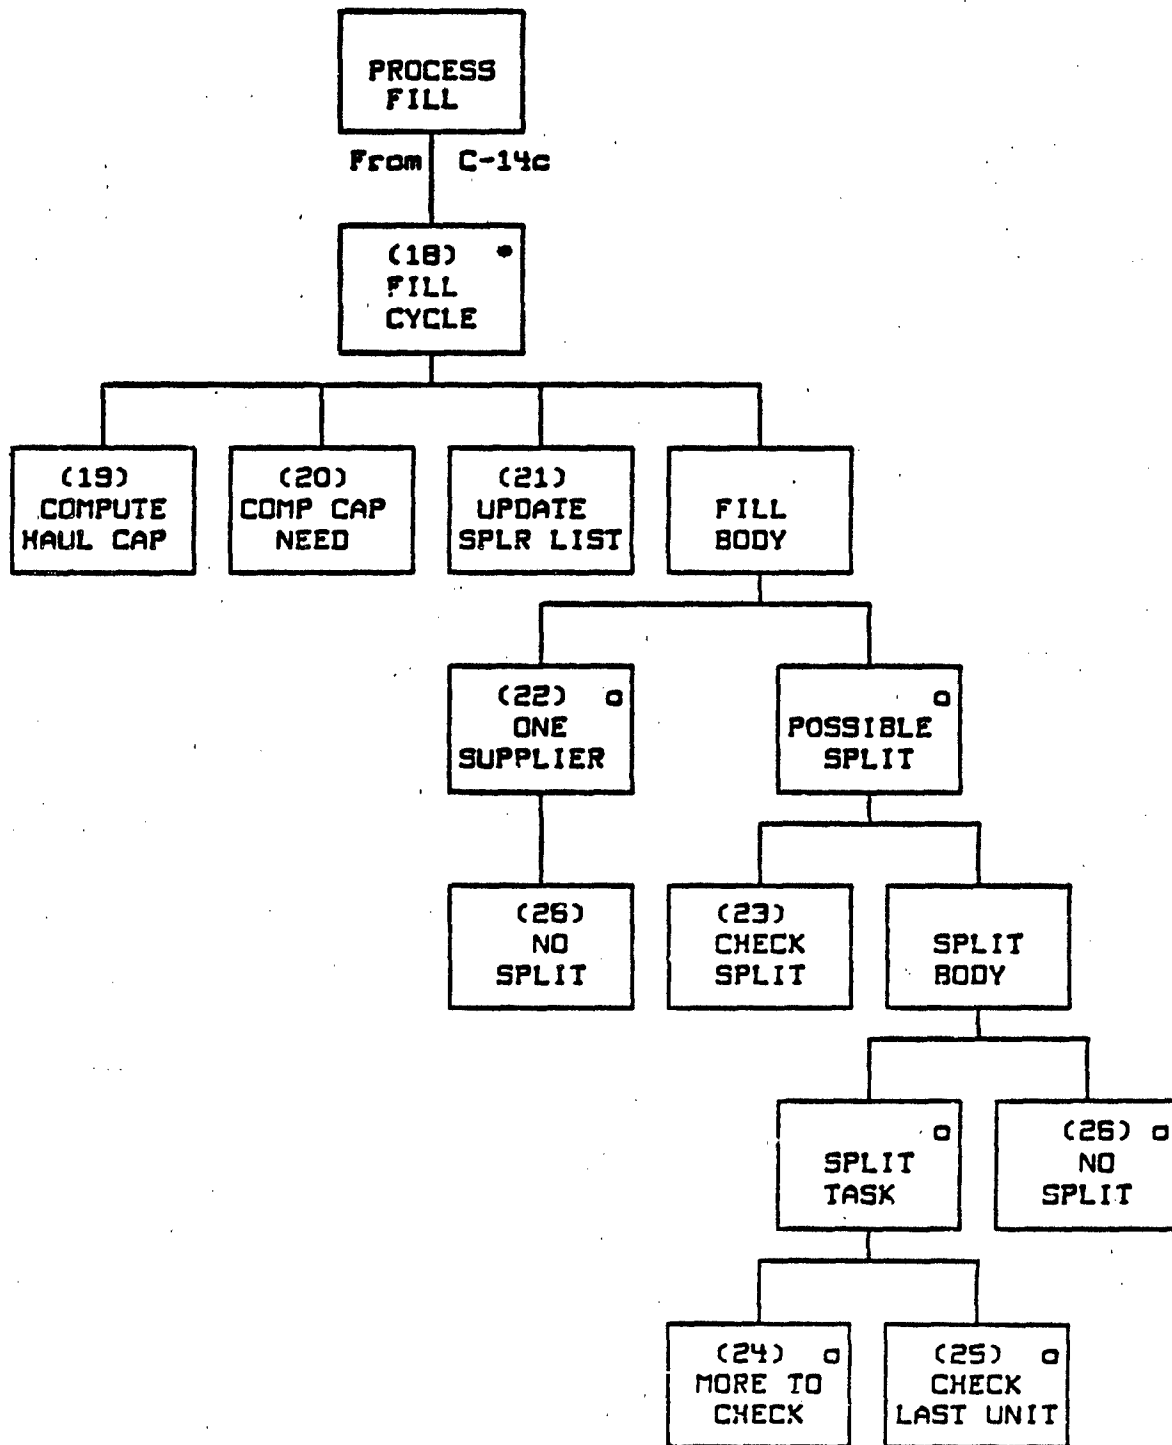 PROCESS
FILL
From C-14c
(18) *
FILL
CYCLE
(19)
COMPUTE
HAUL CAP
(20)
COMP CAP
NEED
(21)
UPDATE
SPLR LIST
FILL
BODY
(22) o
ONE
SUPPLIER
o
POSSIBLE
SPLIT
(26)
NO
SPLIT
(23)
CHECK
SPLIT
SPLIT
BODY
o
SPLIT
TASK
(26) o
NO
SPLIT
(24) o
MORE TO
CHECK
(25) o
CHECK
LAST UNIT